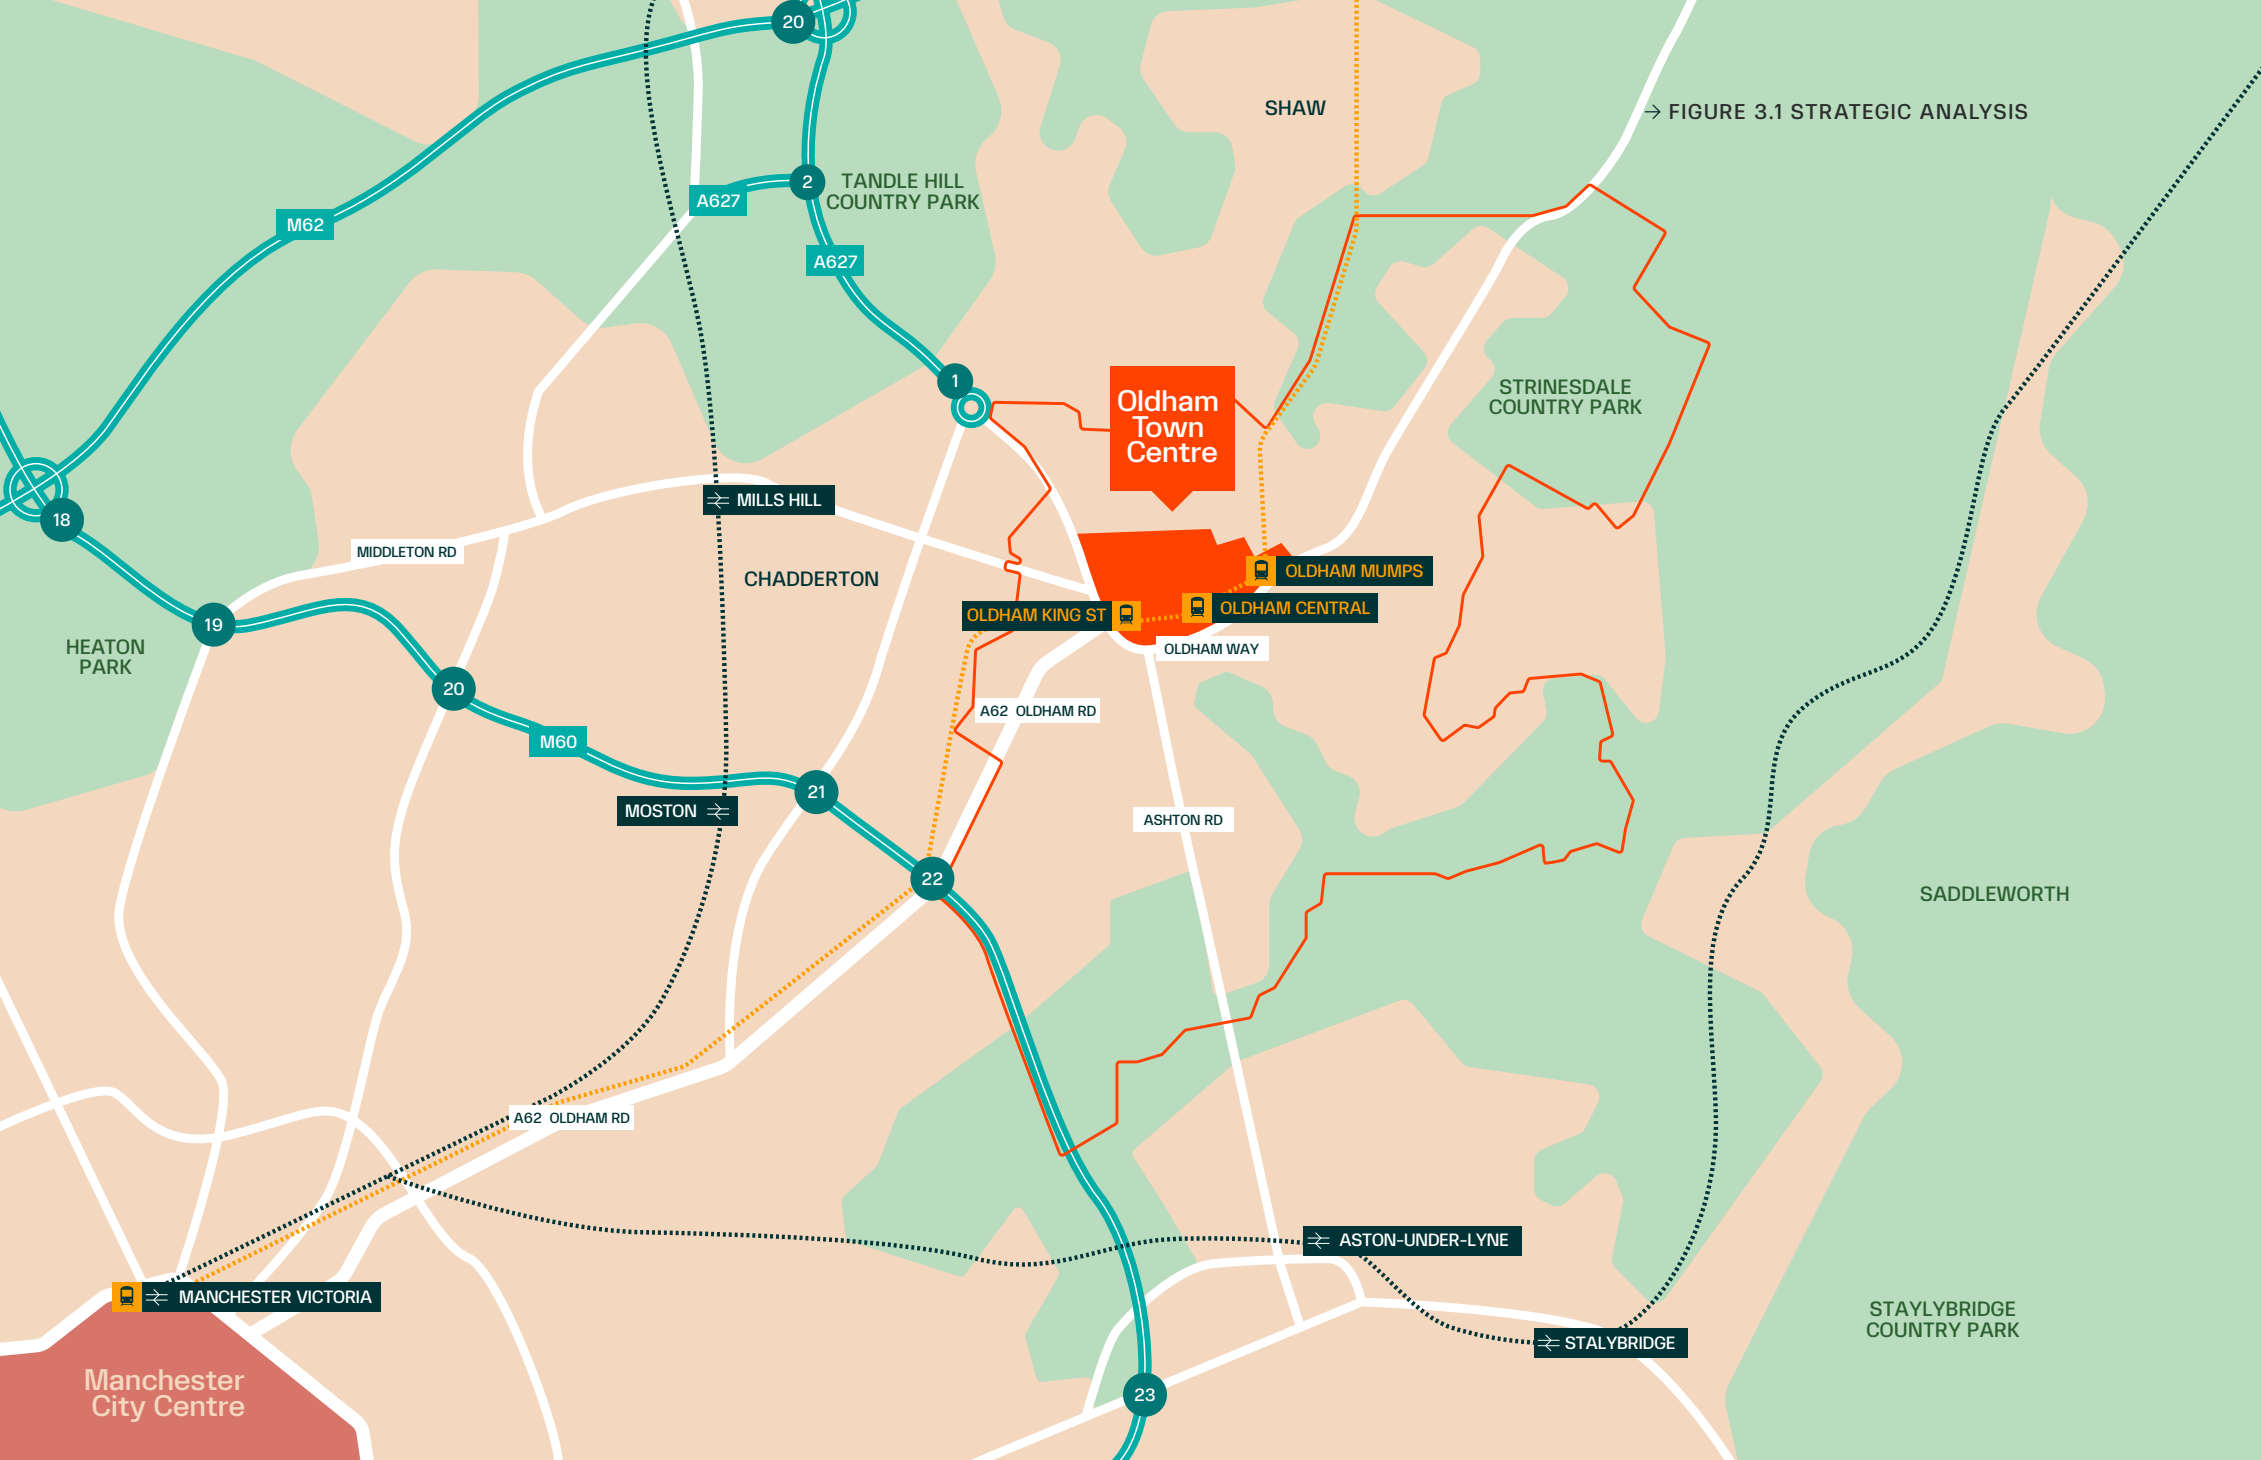 20
SHAW
FIGURE 3.1 STRATEGIC ANALYSIS
2
TANDLE HILL
COUNTRY PARK
A627
M62
A627
1
Oldham
Town
Centre
STRINESDALE
COUNTRY PARK
18
MILLS HILL
MIDDLETON RD
CHADDERTON
OLDHAM MUMPS
OLDHAM CENTRAL
OLDHAM KING ST
19
HEATON
PARK
OLDHAM WAY
20
A62 OLDHAM RD
M60
21
MOSTON
ASHTON RD
22
SADDLEWORTH
A62 OLDHAM RD
ASTON-UNDER-LYNE
MANCHESTER VICTORIA
STAYLYBRIDGE
COUNTRY PARK
STALYBRIDGE
Manchester
City Centre
23